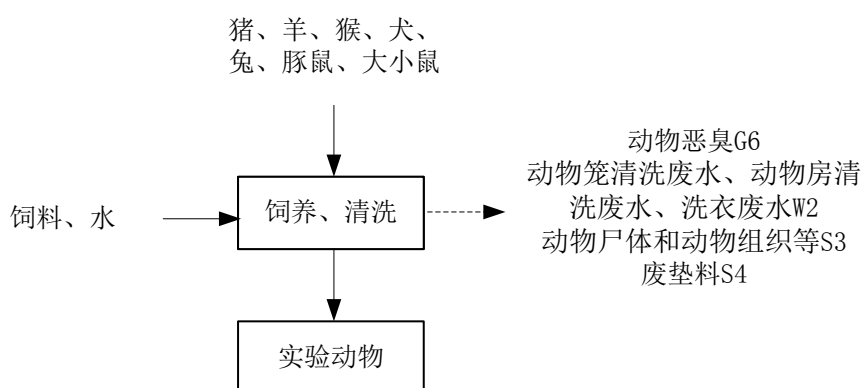 猪、羊、猴、犬、
兔、豚鼠、大小鼠
动物恶臭G6
动物笼清洗废水、动物房清
洗废水、洗衣废水W2
动物尸体和动物组织等S3
废垫料S4
饲料、水
饲养、清洗
实验动物